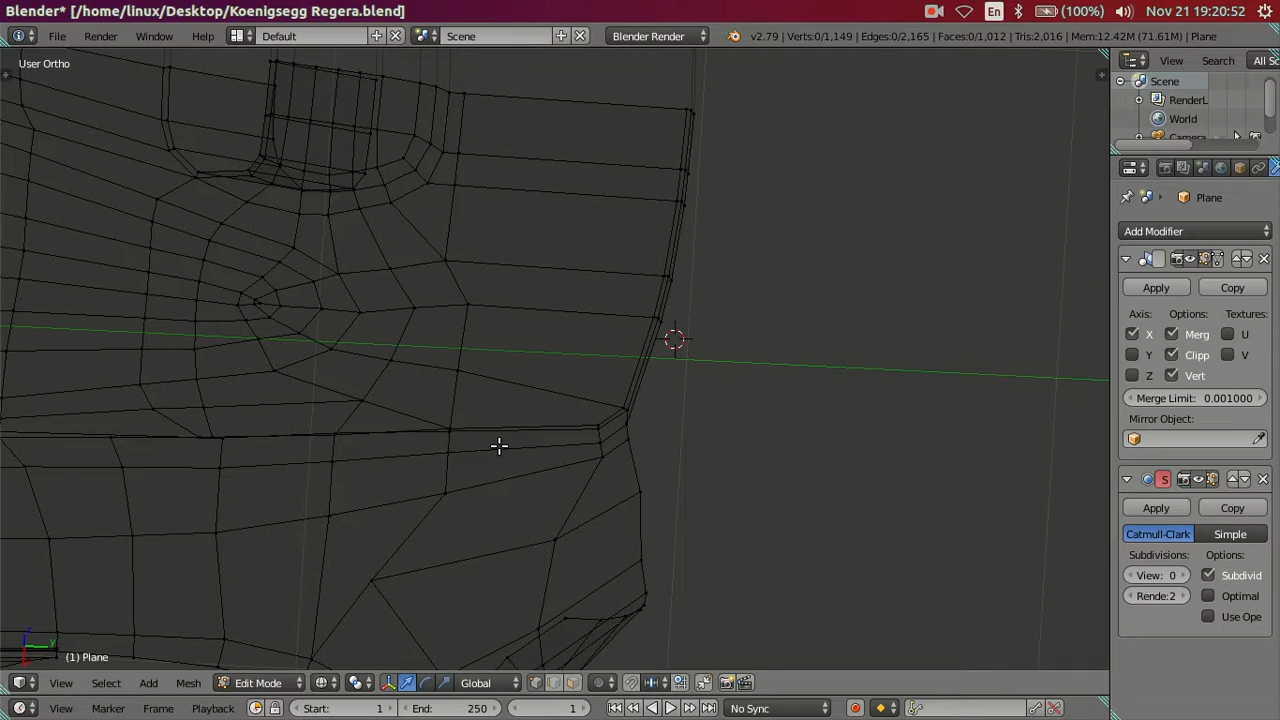 Blender* [/home/linux/Desktop/Koenigsegg Regera.blend]
En (100%) Nov 21 19:20:52
File Render Window Help Default Scene Blender Render v2.79 | Verts:0/1,149 | Edges:0/2,165 | Faces:0/1,012 | Tris:2,016 | Mem:12.42M (71.61M) | Plane
User Ortho
View Search All Sc
Scene
RenderL
World
Camera
Plane
Add Modifier
Apply Copy
Axis: Options: Textures:
X Merg U
Y Clipp V
Z Vert
Merge Limit: 0.001000
Mirror Object:
S
Apply Copy
Catmull-Clark Simple
Subdivisions: Options:
View: 0 Subdivid
Rende:2 Optimal
Use Ope
z
y
(1) Plane
View Select Add Mesh Edit Mode Global
View Marker Frame Playback Start: 1 End: 250 1 No Sync